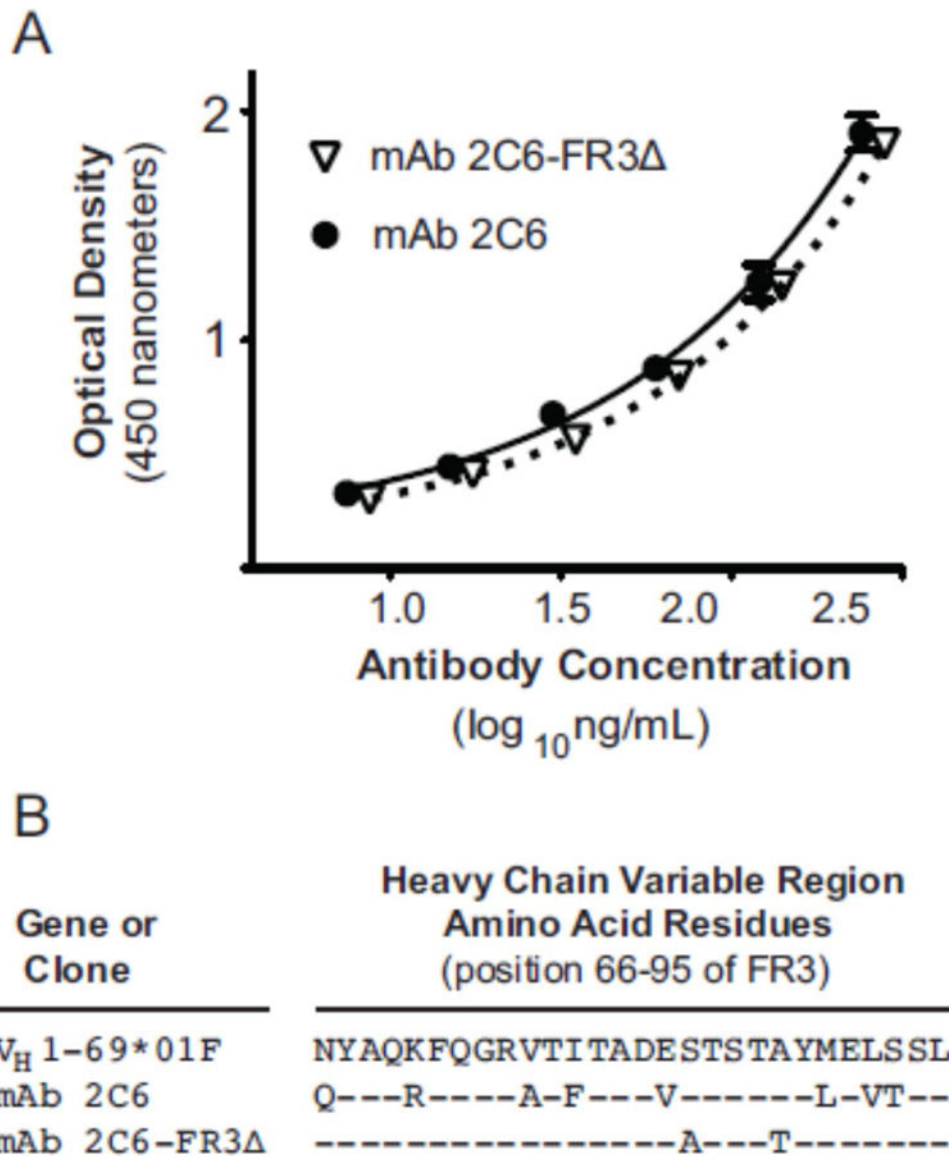 A
2
1
mAb 2C6-FR3Δ
mAb 2C6
Optical Density
(450 nanometers)
1.0 1.5 2.0 2.5
Antibody Concentration
(log 10 ng/mL)
B
Gene or
Clone
Heavy Chain Variable Region
Amino Acid Residues
(position 66-95 of FR3)
VH 1-69*01F NYAQKFQGRVTITADESTSTAYMELSSL
mAb 2C6 Q---R----A-F---V------L-VT--
mAb 2C6-FR3Δ ----------------A---T-------